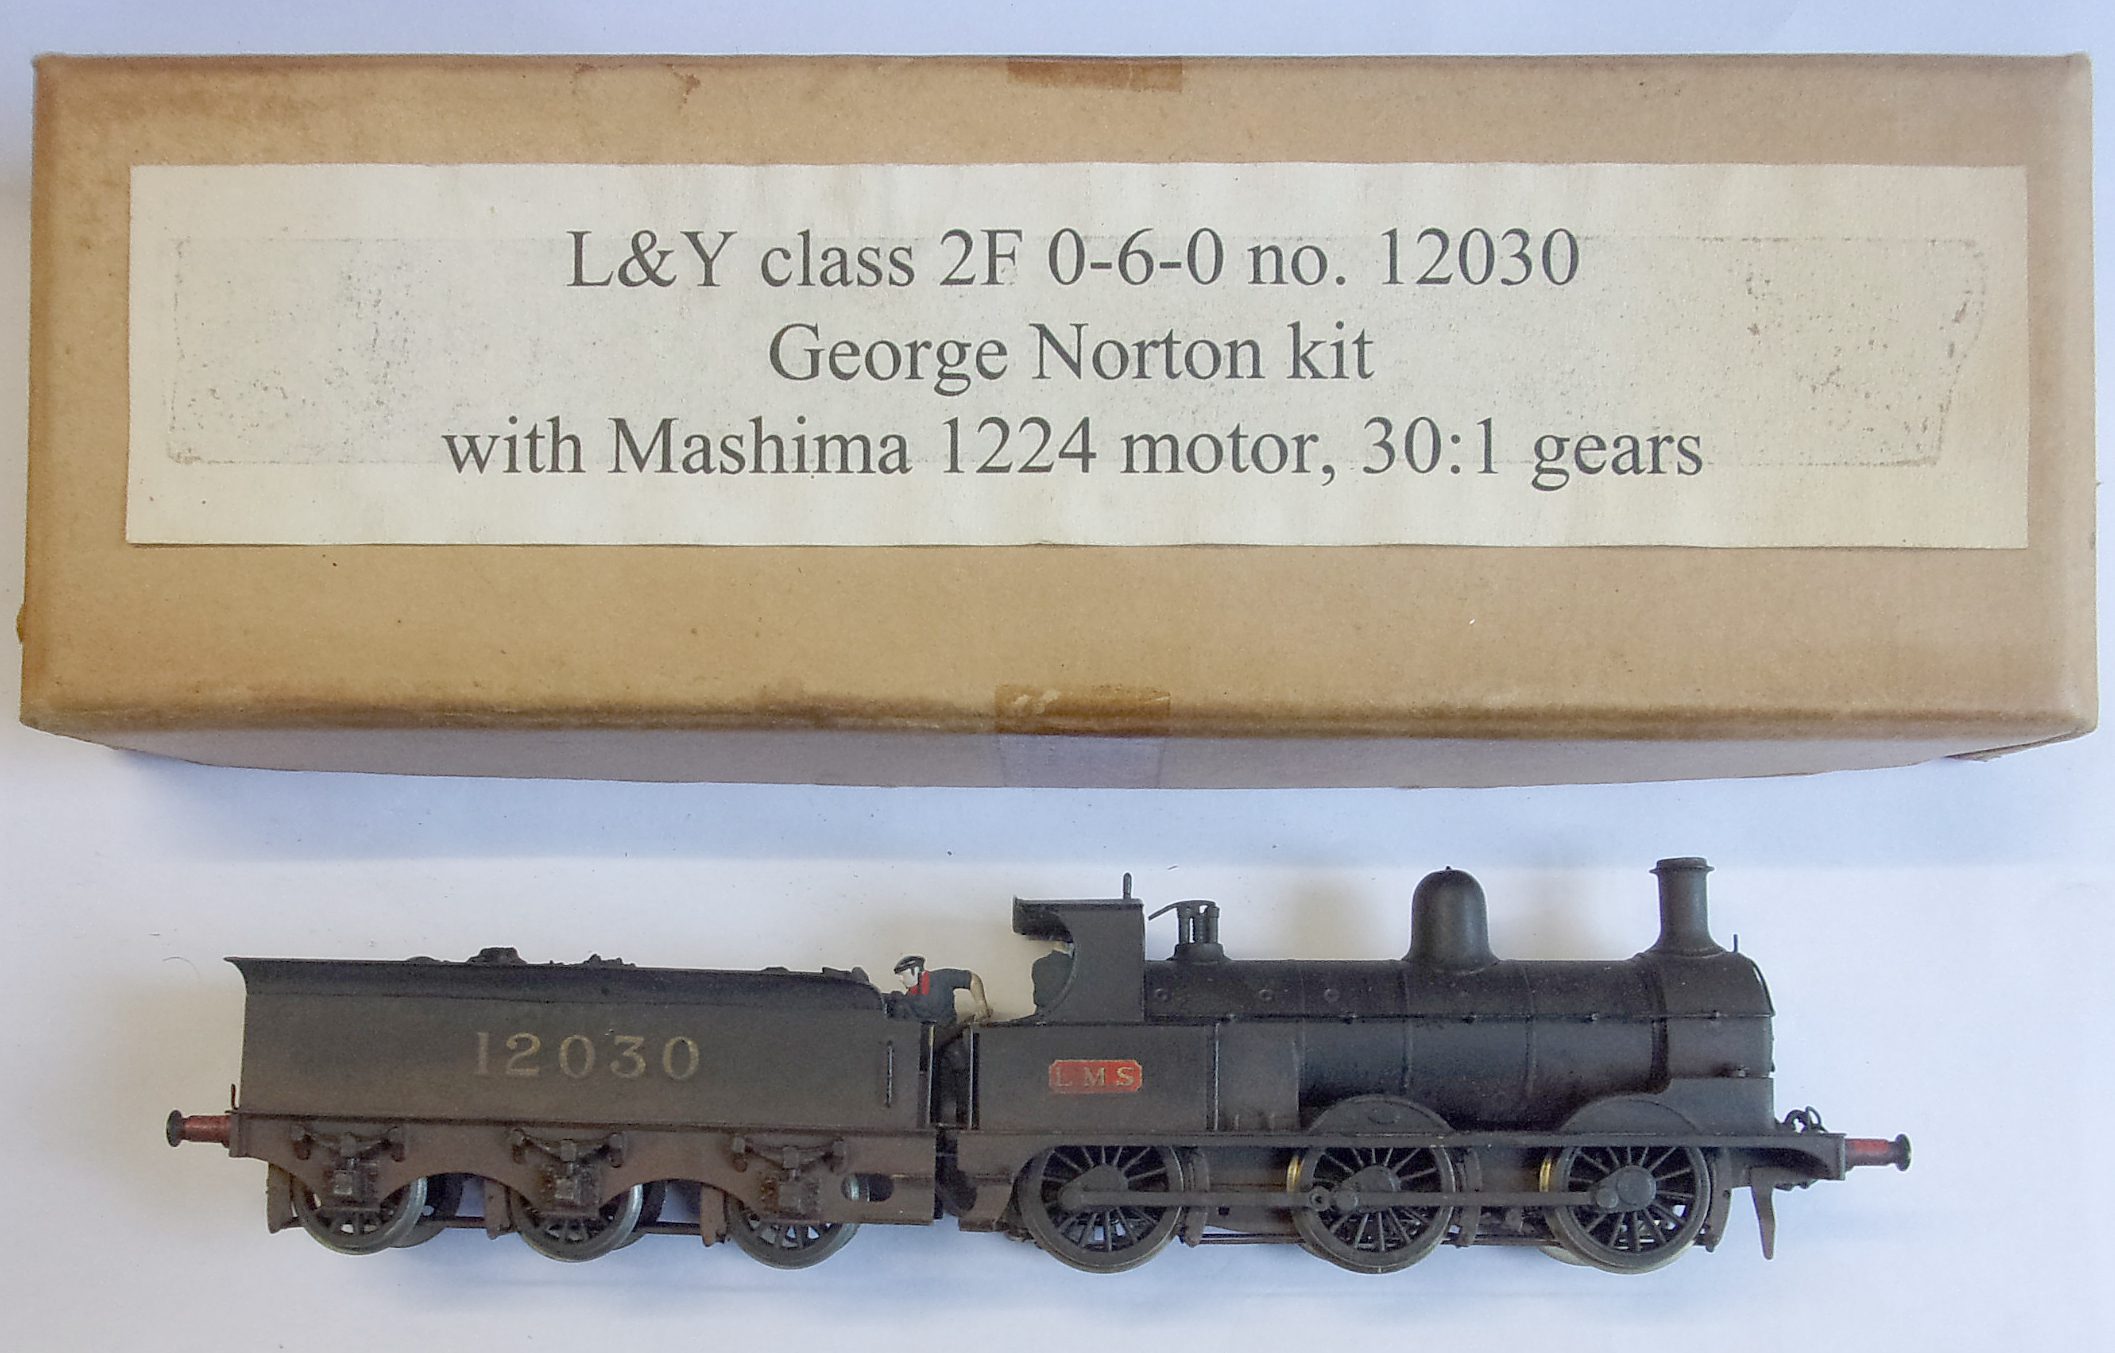 L&Y class 2F 0-6-0 no. 12030
George Norton kit
with Mashima 1224 motor, 30:1 gears
12030
LMS